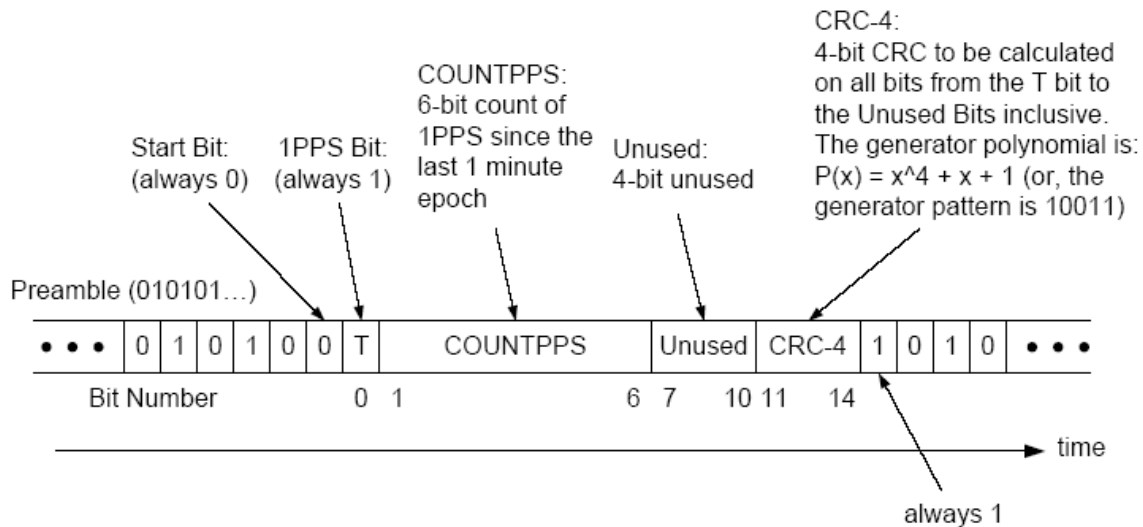 CRC-4:
4-bit CRC to be calculated
on all bits from the T bit to
the Unused Bits inclusive.
The generator polynomial is:
P(x) = x^4 + x + 1 (or, the
generator pattern is 10011)
COUNTPPS:
6-bit count of
1PPS since the
last 1 minute
epoch
Start Bit:
(always 0)
1PPS Bit:
(always 1)
Unused:
4-bit unused
Preamble (010101...)
0 1 0 1 0 0 T COUNTPPS Unused CRC-4 1 0 1 0
Bit Number 0 1 6 7 10 11 14
time
always 1